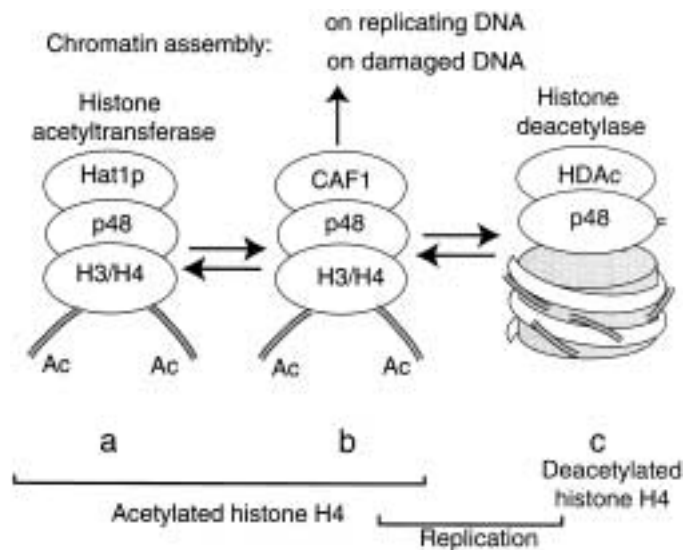 Chromatin assembly:
on replicating DNA
on damaged DNA
Histone
acetyltransferase
Hat1p
p48
H3/H4
Ac
Ac
CAF1
p48
H3/H4
Ac
Ac
Histone
deacetylase
HDAc
p48
a
b
c
Acetylated histone H4
Deacetylated
histone H4
Replication